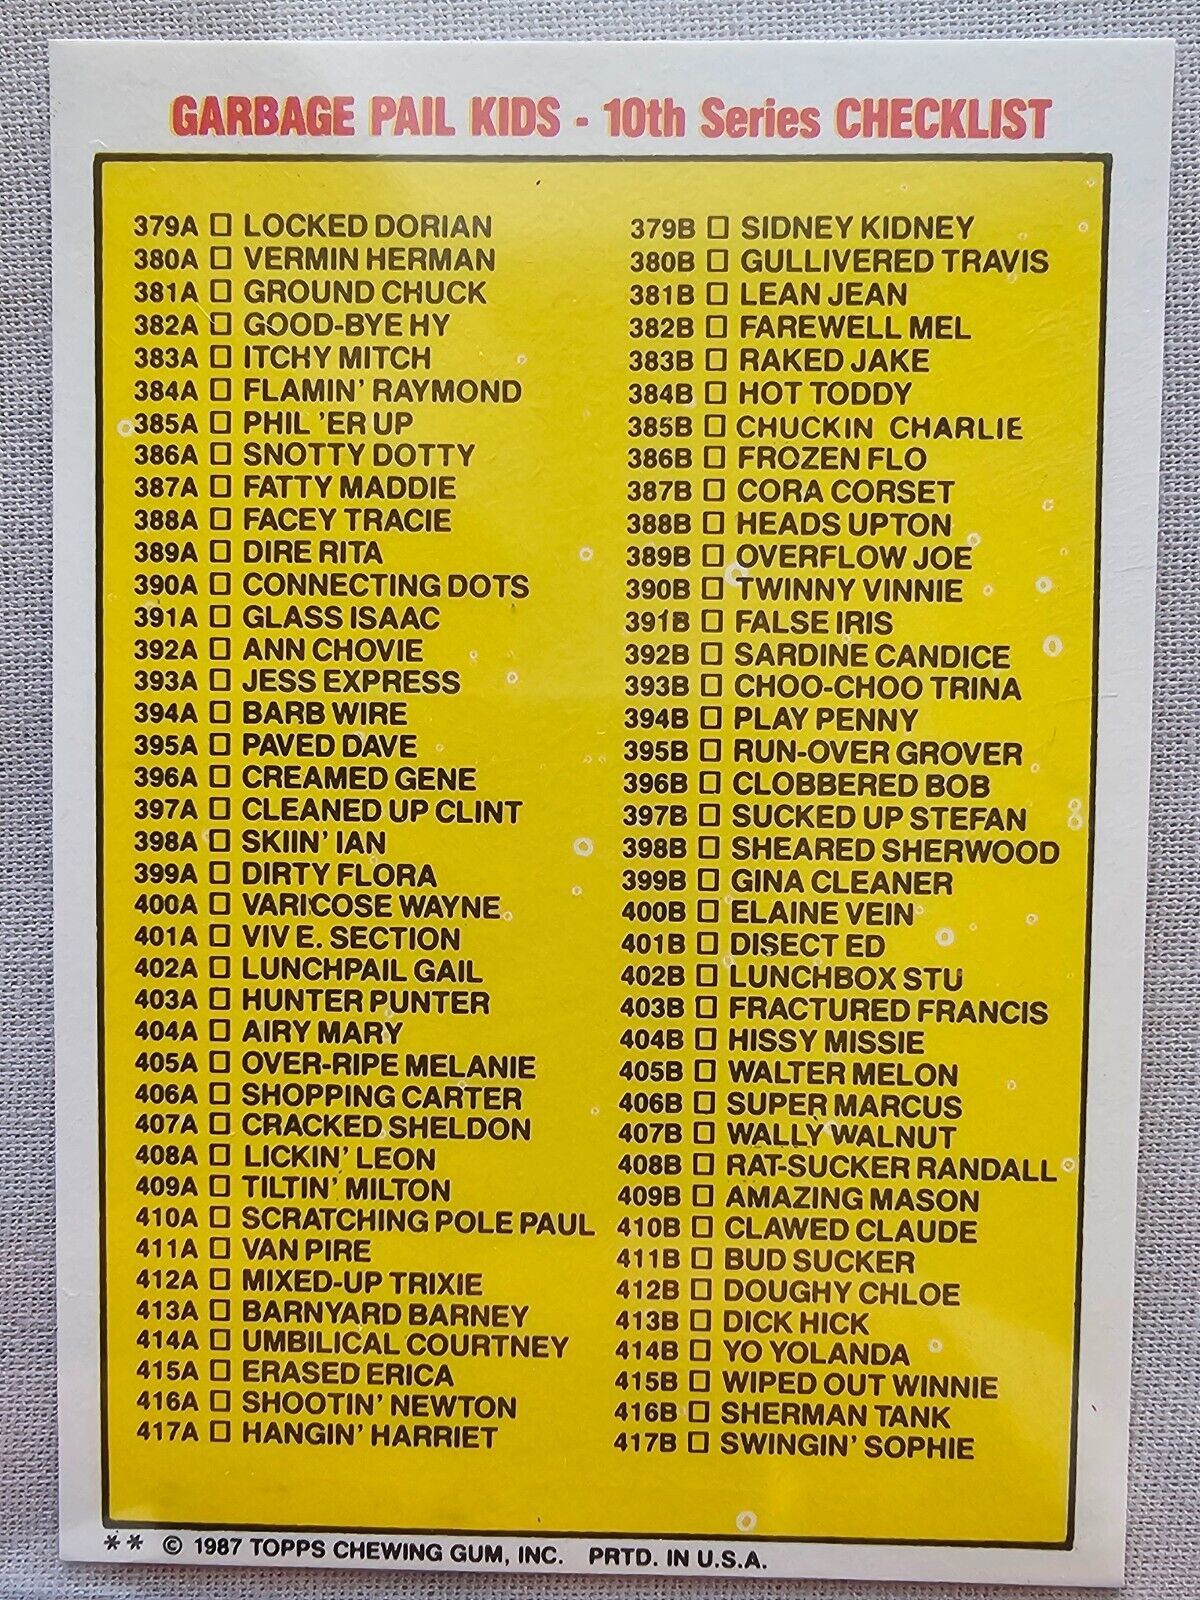 GARBAGE PAIL KIDS - 10th Series CHECKLIST
379A □ LOCKED DORIAN
380A □ VERMIN HERMAN
381A □ GROUND CHUCK
382A □ GOOD-BYE HY
383A □ ITCHY MITCH
384A □ FLAMIN' RAYMOND
385A □ PHIL 'ER UP
386A □ SNOTTY DOTTY
387A □ FATTY MADDIE
388A □ FACEY TRACIE
389A □ DIRE RITA
390A □ CONNECTING DOTS
391A □ GLASS ISAAC
392A □ ANN CHOVIE
393A □ JESS EXPRESS
394A □ BARB WIRE
395A □ PAVED DAVE
396A □ CREAMED GENE
397A □ CLEANED UP CLINT
398A □ SKIIN' IAN
399A □ DIRTY FLORA
400A □ VARICOSE WAYNE
401A □ VIV E. SECTION
402A □ LUNCHPAIL GAIL
403A □ HUNTER PUNTER
404A □ AIRY MARY
405A □ OVER-RIPE MELANIE
406A □ SHOPPING CARTER
407A □ CRACKED SHELDON
408A □ LICKIN' LEON
409A □ TILTIN' MILTON
410A □ SCRATCHING POLE PAUL
411A □ VAN PIRE
412A □ MIXED-UP TRIXIE
413A □ BARNYARD BARNEY
414A □ UMBILICAL COURTNEY
415A □ ERASED ERICA
416A □ SHOOTIN' NEWTON
417A □ HANGIN' HARRIET
379B □ SIDNEY KIDNEY
380B □ GULLIVERED TRAVIS
381B □ LEAN JEAN
382B □ FAREWELL MEL
383B □ RAKED JAKE
384B □ HOT TODDY
385B □ CHUCKIN CHARLIE
386B □ FROZEN FLO
387B □ CORA CORSET
388B □ HEADS UPTON
389B □ OVERFLOW JOE
390B □ TWINNY VINNIE
391B □ FALSE IRIS
392B □ SARDINE CANDICE
393B □ CHOO-CHOO TRINA
394B □ PLAY PENNY
395B □ RUN-OVER GROVER
396B □ CLOBBERED BOB
397B □ SUCKED UP STEFAN
398B □ SHEARED SHERWOOD
399B □ GINA CLEANER
400B □ ELAINE VEIN
401B □ DISECT ED
402B □ LUNCHBOX STU
403B □ FRACTURED FRANCIS
404B □ HISSY MISSIE
405B □ WALTER MELON
406B □ SUPER MARCUS
407B □ WALLY WALNUT
408B □ RAT-SUCKER RANDALL
409B □ AMAZING MASON
410B □ CLAWED CLAUDE
411B □ BUD SUCKER
412B □ DOUGHY CHLOE
413B □ DICK HICK
414B □ YO YOLANDA
415B □ WIPED OUT WINNIE
416B □ SHERMAN TANK
417B □ SWINGIN' SOPHIE
** © 1987 TOPPS CHEWING GUM, INC. PRTD. IN U.S.A.